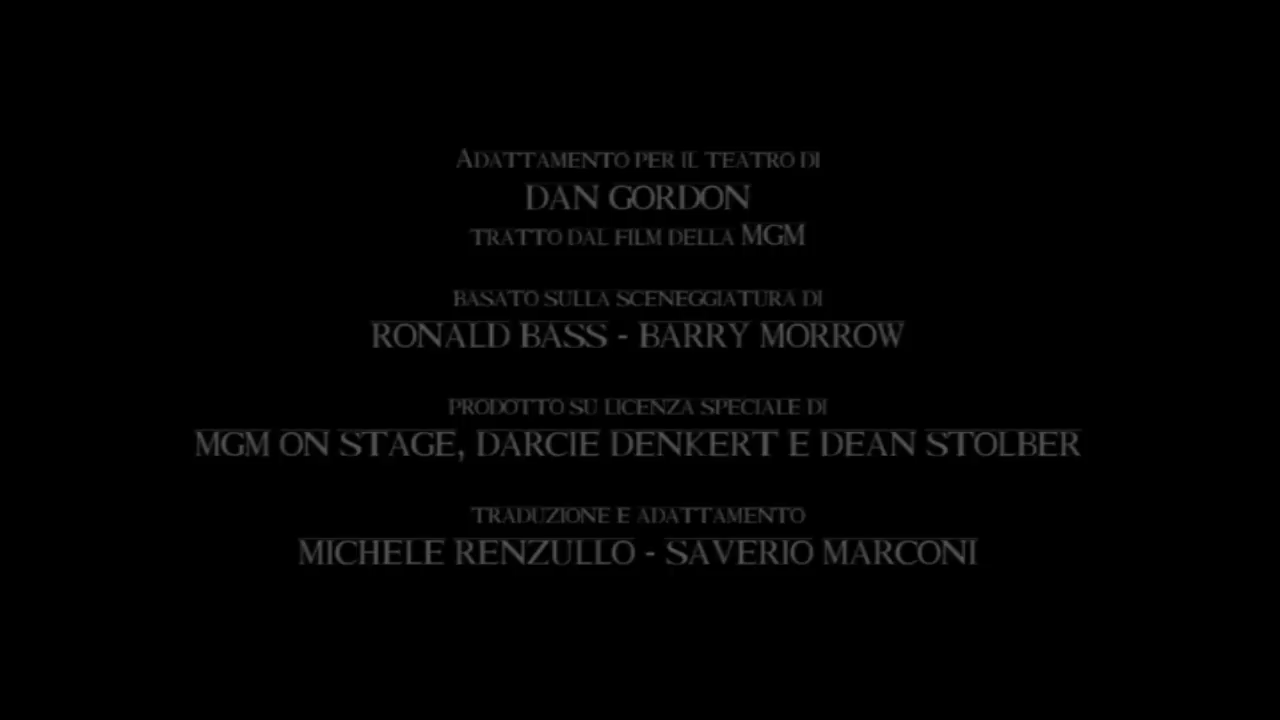 Adattamento per il teatro di
DAN GORDON
tratto dal film della MGM
basato sulla sceneggiatura di
RONALD BASS - BARRY MORROW
prodotto su licenza speciale di
MGM ON STAGE, DARCIE DENKERT E DEAN STOLBER
traduzione e adattamento
MICHELE RENZULLO - SAVERIO MARCONI